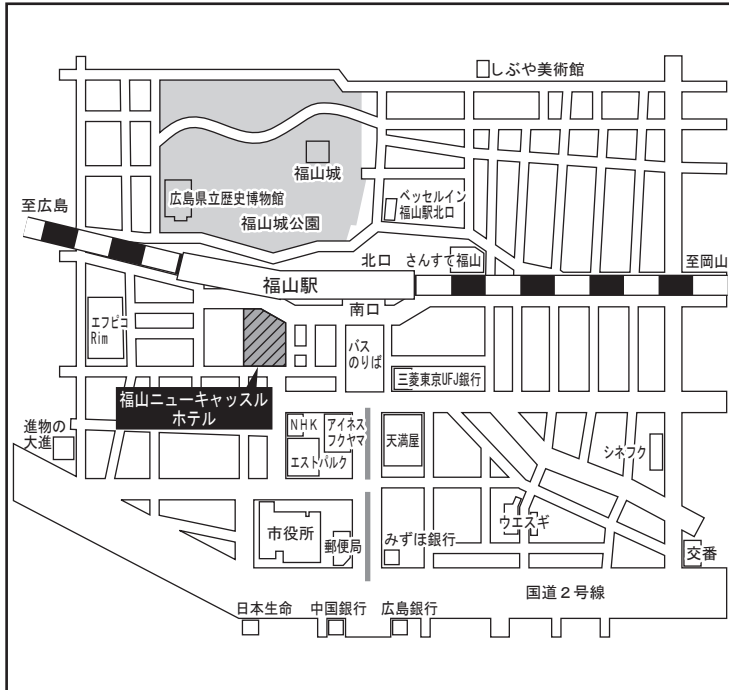 しぶや美術館
福山城
広島県立歴史博物館
福山城公園
ベッセルイン
福山駅北口
至広島
北口
さんすて福山
至岡山
福山駅
南口
エフピコ
Rim
バス
のりば
三菱東京UFJ銀行
福山ニューキャッスル
ホテル
進物の
大進
NHK
アイネス
フクヤマ
天満屋
エストパルク
シネフク
市役所
郵便局
みずほ銀行
ウエスギ
交番
国道2号線
日本生命
中国銀行
広島銀行